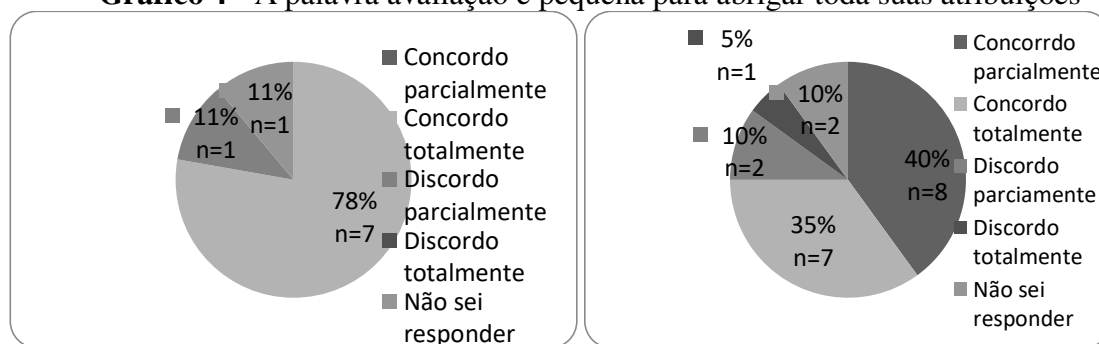 Gráfico 4 - A palavra avaliação é pequena para abrigar toda suas atribuições
11%
n=1
11%
n=1
78%
n=7
Concordo
parcialmente
Concordo
totalmente
Discordo
parcialmente
Discordo
totalmente
Não sei
responder
5%
n=1
10%
n=2
10%
n=2
40%
n=8
35%
n=7
Concorrdo
parcialmente
Concordo
totalmente
Discordo
parciamente
Discordo
totalmente
Não sei
responder